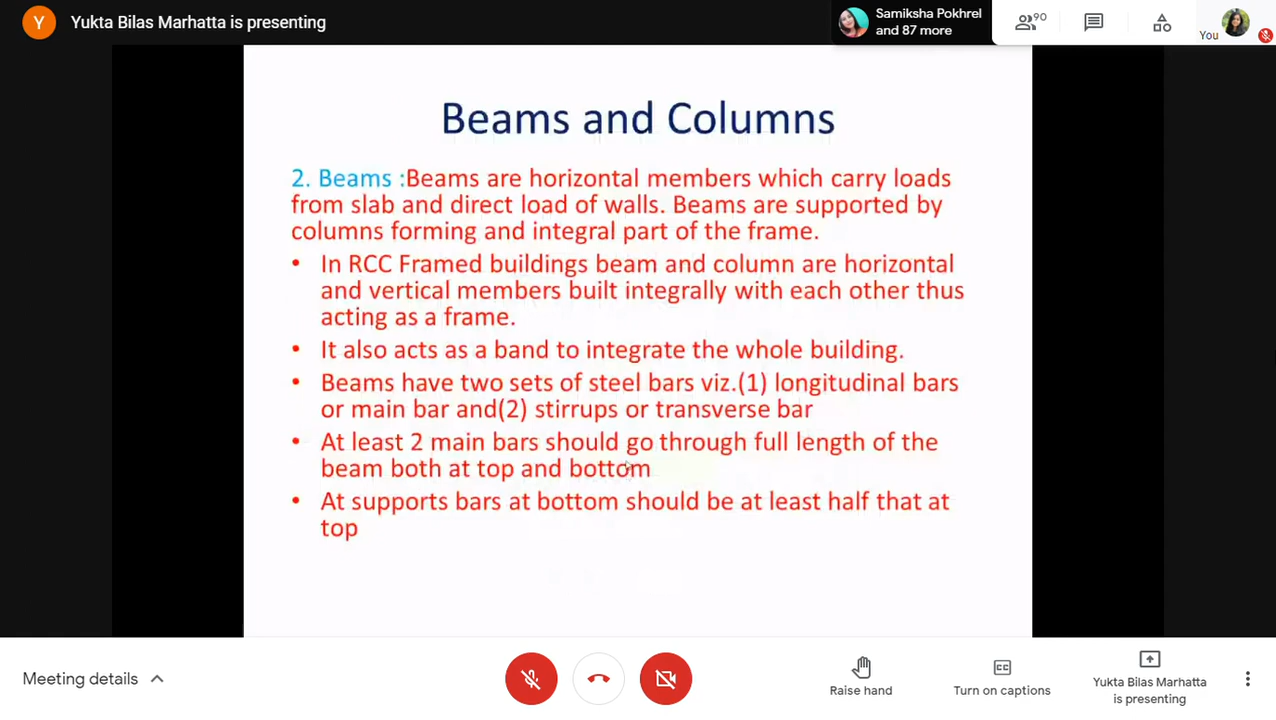 Y
Yukta Bilas Marhatta is presenting
Samiksha Pokhrel
and 87 more
90
You
Beams and Columns
2. Beams :Beams are horizontal members which carry loads
from slab and direct load of walls. Beams are supported by
columns forming and integral part of the frame.
• In RCC Framed buildings beam and column are horizontal
and vertical members built integrally with each other thus
acting as a frame.
• It also acts as a band to integrate the whole building.
• Beams have two sets of steel bars viz.(1) longitudinal bars
or main bar and(2) stirrups or transverse bar
• At least 2 main bars should go through full length of the
beam both at top and bottom
• At supports bars at bottom should be at least half that at
top
Meeting details
Raise hand
CC
Turn on captions
Yukta Bilas Marhatta
is presenting